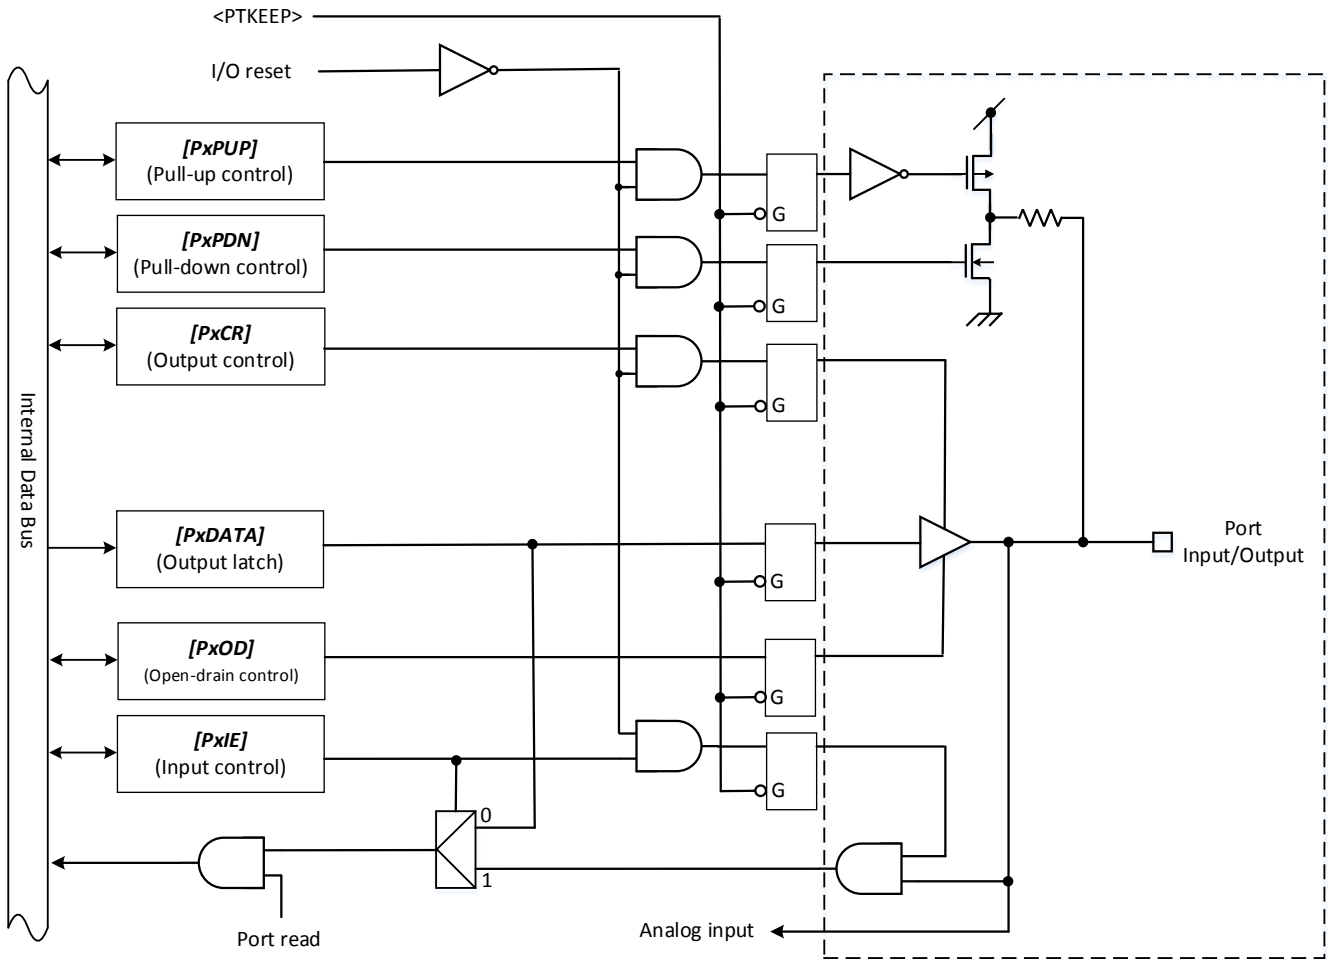 <PTKEEP>
I/O reset
[PxPUP]
(Pull-up control)
G
[PxPDN]
(Pull-down control)
G
[PxCR]
(Output control)
G
Internal Data Bus
[PxDATA]
(Output latch)
G
Port
Input/Output
[PxOD]
(Open-drain control)
G
[PxIE]
(Input control)
G
0
1
Port read
Analog input